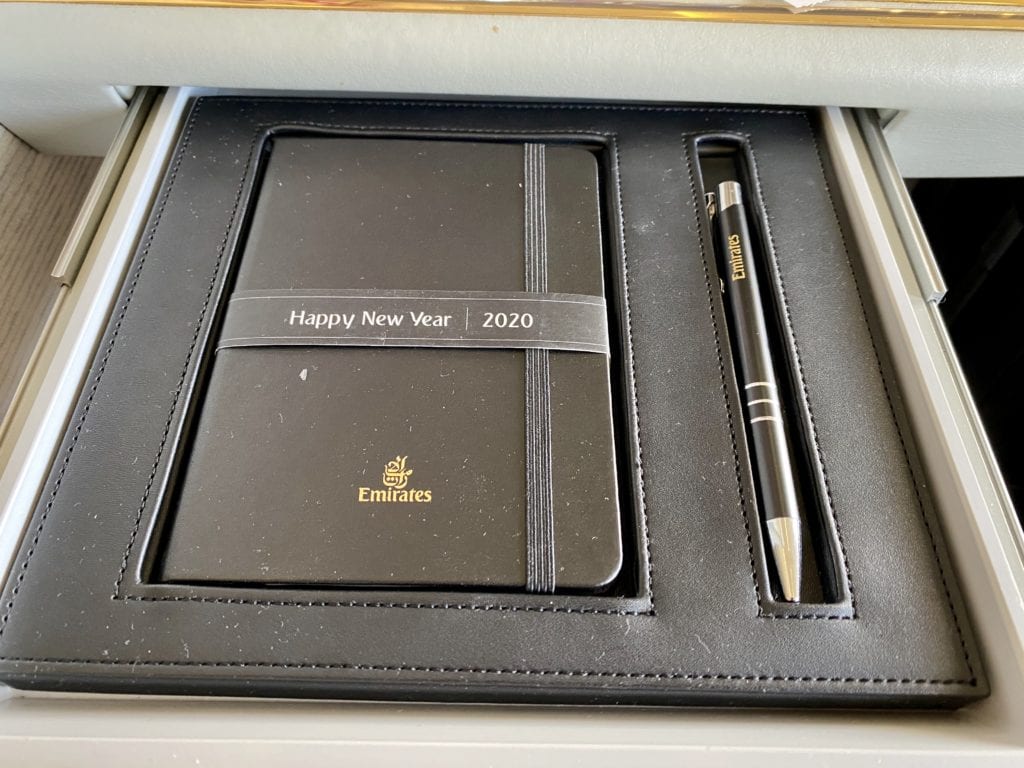 Happy New Year | 2020
Emirates
Emirates